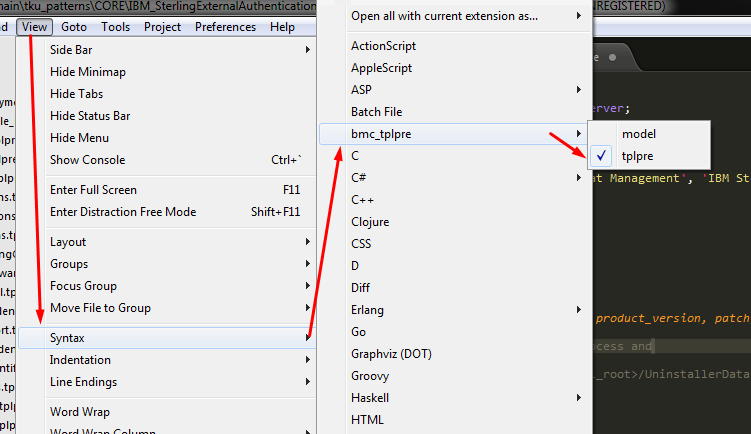 main\tku_patterns\CORE\IBM_SterlingExternalAuthentication
REGISTERED)
View Goto Tools Project Preferences Help
Side Bar
Hide Minimap
Hide Tabs
Hide Status Bar
Hide Menu
Show Console Ctrl+`
Enter Full Screen F11
Enter Distraction Free Mode Shift+F11
Layout
Groups
Focus Group
Move File to Group
Syntax
Indentation
Line Endings
Word Wrap
Word Wrap Column
Open all with current extension as...
ActionScript
AppleScript
ASP
Batch File
bmc_tplpre
C
C#
C++
Clojure
CSS
D
Diff
Erlang
Go
Graphviz (DOT)
Groovy
Haskell
HTML
model
tplpre
erver;
t Management', 'IBM St
product_version, patch
cess and
_root>/UninstallerData